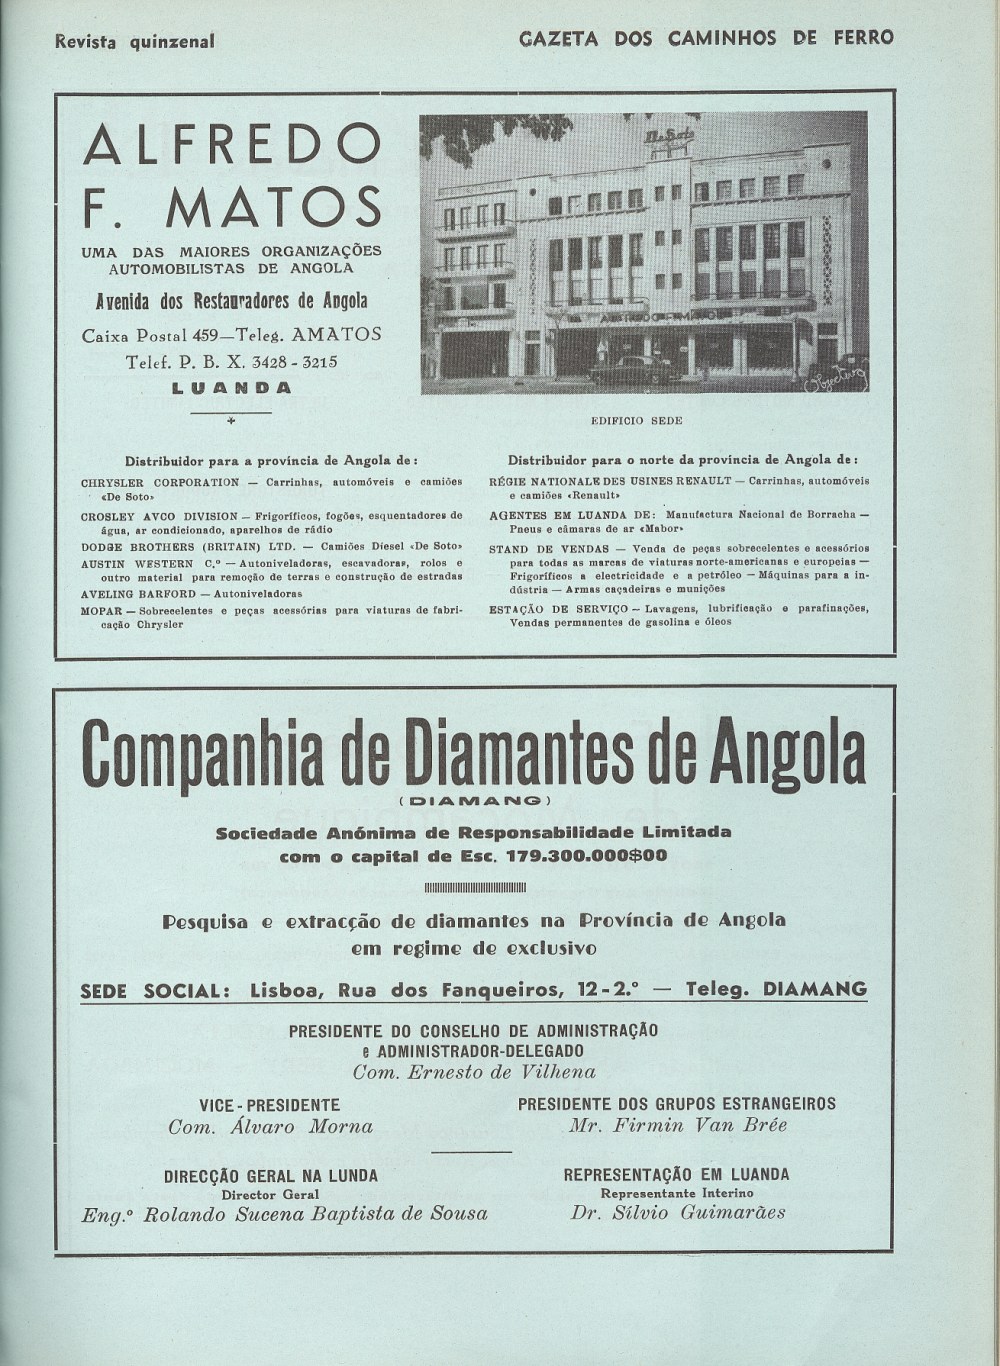 Revista quinzenal
GAZETA DOS CAMINHOS DE FERRO
ALFREDO
F. MATOS
UMA DAS MAIORES ORGANIZAÇÕES
AUTOMOBILISTAS DE ANGOLA
Avenida dos Restauradores de Angola
Caixa Postal 459—Teleg. AMATOS
Telef. P. B. X. 3428 - 3215
LUANDA
De Soto
ALFREDO F. MATOS
Objectivo
EDIFICIO SEDE
Distribuidor para a província de Angola de:
CHRYSLER CORPORATION — Carrinhas, automóveis e camiões
«De Soto»
CROSLEY AVCO DIVISION — Frigoríficos, fogões, esquentadores de
água, ar condicionado, aparelhos de rádio
DODGE BROTHERS (BRITAIN) LTD. — Camiões Diesel «De Soto»
AUSTIN WESTERN C.º — Autoniveladoras, escavadoras, rolos e
outro material para remoção de terras e construção de estradas
AVELING BARFORD — Autoniveladoras
MOPAR — Sobrecelentes e peças acessórias para viaturas de fabri-
cação Chrysler
Distribuidor para o norte da província de Angola de:
RÉGIE NATIONALE DES USINES RENAULT — Carrinhas, automóveis
e camiões «Renault»
AGENTES EM LUANDA DE: Manufactura Nacional de Borracha —
Pneus e câmaras de ar «Mabor»
STAND DE VENDAS — Venda de peças sobrecelentes e acessórios
para todas as marcas de viaturas norte-americanas e europeias —
Frigoríficos a electricidade e a petróleo — Máquinas para a in-
dústria — Armas caçadeiras e munições
ESTAÇÃO DE SERVIÇO — Lavagens, lubrificação e parafinações,
Vendas permanentes de gasolina e óleos
Companhia de Diamantes de Angola
(DIAMANG)
Sociedade Anónima de Responsabilidade Limitada
com o capital de Esc. 179.300.000$00
Pesquisa e extracção de diamantes na Província de Angola
em regime de exclusivo
SEDE SOCIAL: Lisboa, Rua dos Fanqueiros, 12-2.º — Teleg. DIAMANG
PRESIDENTE DO CONSELHO DE ADMINISTRAÇÃO
e ADMINISTRADOR-DELEGADO
Com. Ernesto de Vilhena
VICE-PRESIDENTE
Com. Álvaro Morna
PRESIDENTE DOS GRUPOS ESTRANGEIROS
Mr. Firmin Van Brée
DIRECÇÃO GERAL NA LUNDA
Director Geral
Eng.º Rolando Sucena Baptista de Sousa
REPRESENTAÇÃO EM LUANDA
Representante Interino
Dr. Sílvio Guimarães